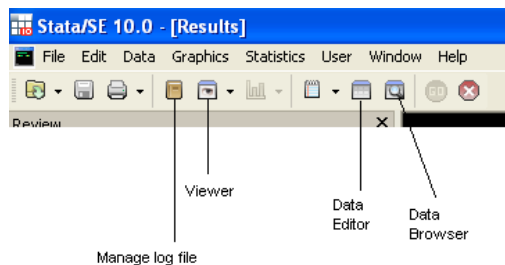 Stata/SE 10.0 - [Results]
File Edit Data Graphics Statistics User Window Help
GO
Review
Viewer
Data
Editor
Data
Browser
Manage log file